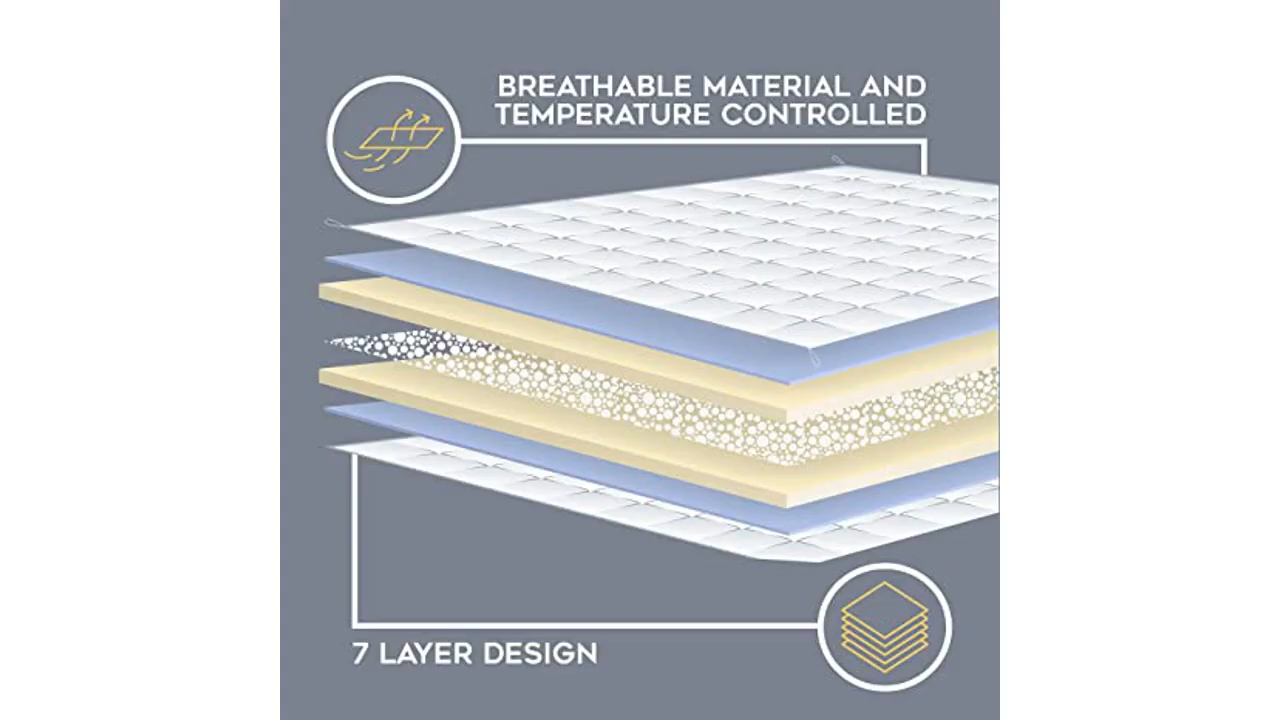 BREATHABLE MATERIAL AND
TEMPERATURE CONTROLLED
7 LAYER DESIGN